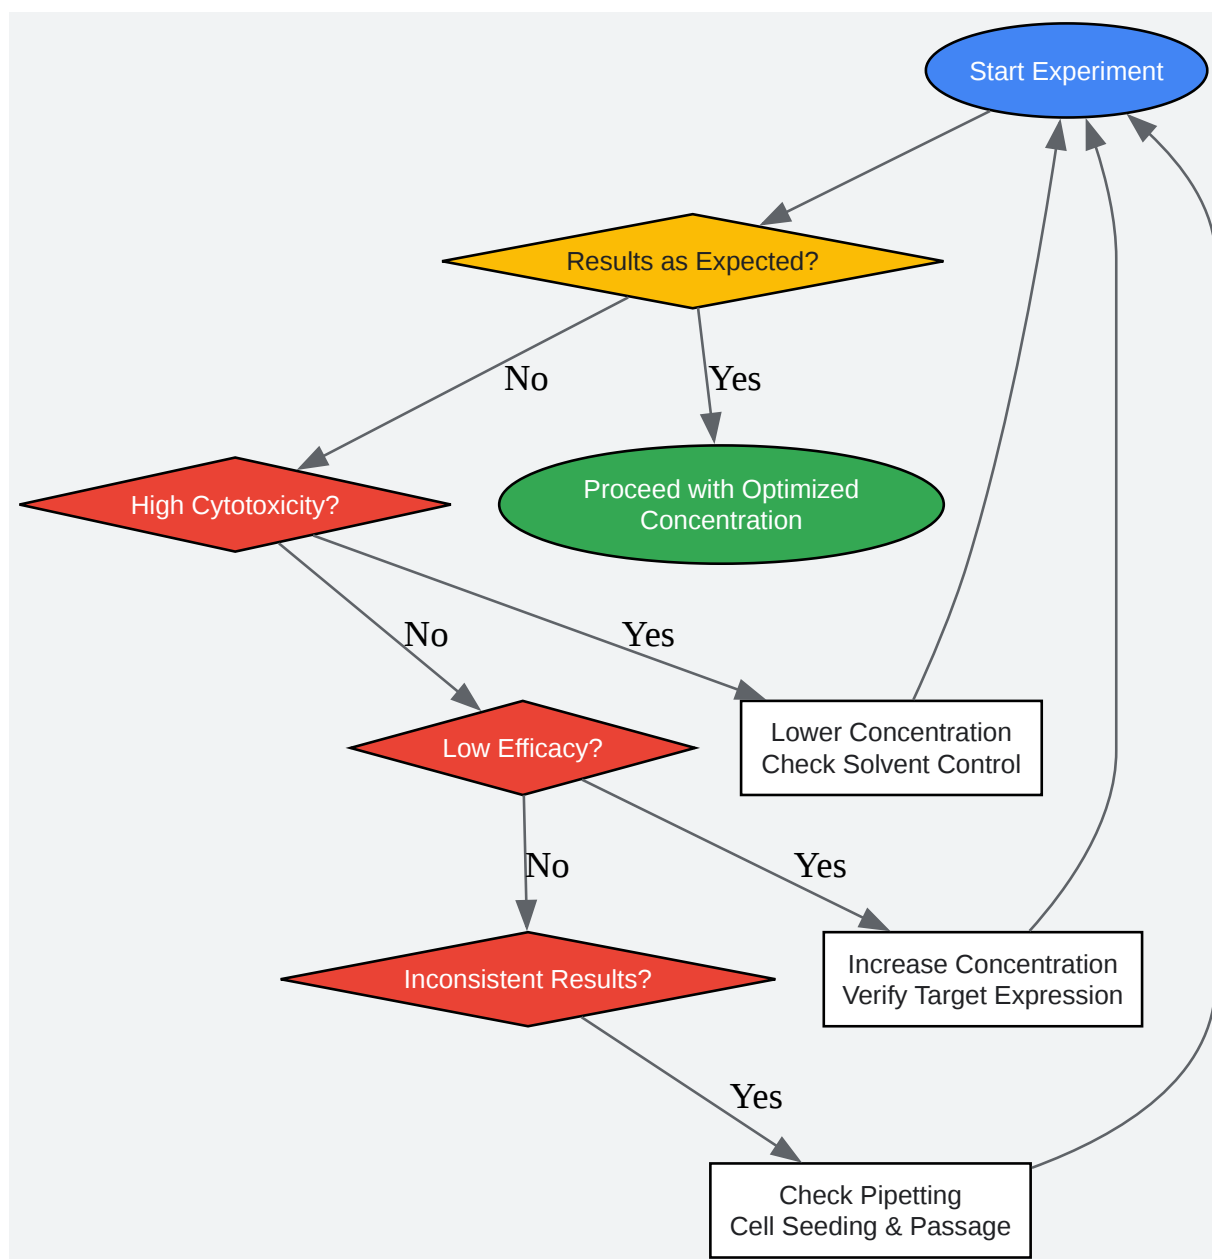 Start Experiment
Results as Expected?
No
Yes
High Cytotoxicity?
Proceed with Optimized
Concentration
No
Yes
Low Efficacy?
Lower Concentration
Check Solvent Control
No
Yes
Inconsistent Results?
Increase Concentration
Verify Target Expression
Yes
Check Pipetting
Cell Seeding & Passage